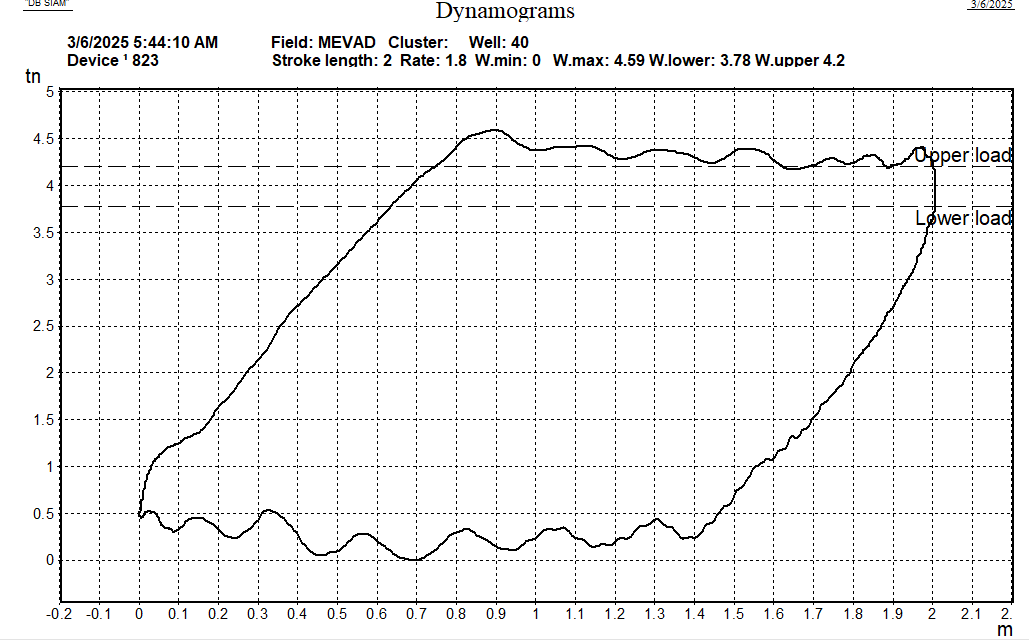 "DB SIAM"
Dynamograms
3/6/2025
3/6/2025 5:44:10 AM Field: MEVAD Cluster: Well: 40
Device ¹ 823 Stroke length: 2 Rate: 1.8 W.min: 0 W.max: 4.59 W.lower: 3.78 W.upper 4.2
tn
5
4.5
Upper load
4
Lower load
3.5
3
2.5
2
1.5
1
0.5
0
-0.2 -0.1 0 0.1 0.2 0.3 0.4 0.5 0.6 0.7 0.8 0.9 1 1.1 1.2 1.3 1.4 1.5 1.6 1.7 1.8 1.9 2 2.1 2.
m